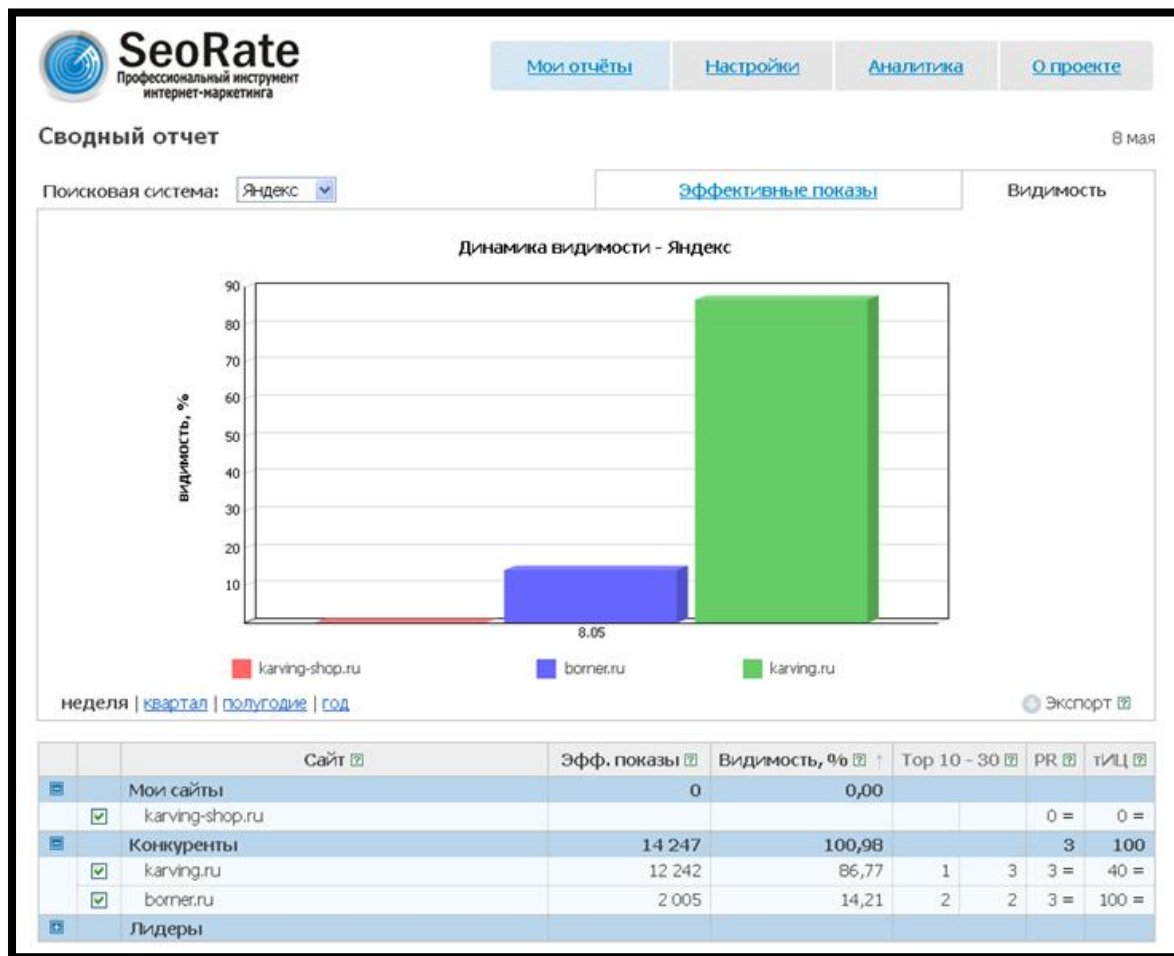 SeoRate
Профессиональный инструмент
интернет-маркетинга
Мои отчёты Настройки Аналитика О проекте
Сводный отчет 8 мая
Поисковая система: Яндекс Эффективные показы Видимость
Динамика видимости - Яндекс
90
80
70
60
50
40
30
20
10
видимость, %
8.05
karving-shop.ru borner.ru karving.ru
неделя | квартал | полугодие | год Экспорт
Сайт Эфф. показы Видимость, % ↑ Top 10 - 30 PR тИЦ
Мои сайты 0 0,00
karving-shop.ru 0 = 0 =
Конкуренты 14 247 100,98 3 100
karving.ru 12 242 86,77 1 3 3 = 40 =
borner.ru 2 005 14,21 2 2 3 = 100 =
Лидеры